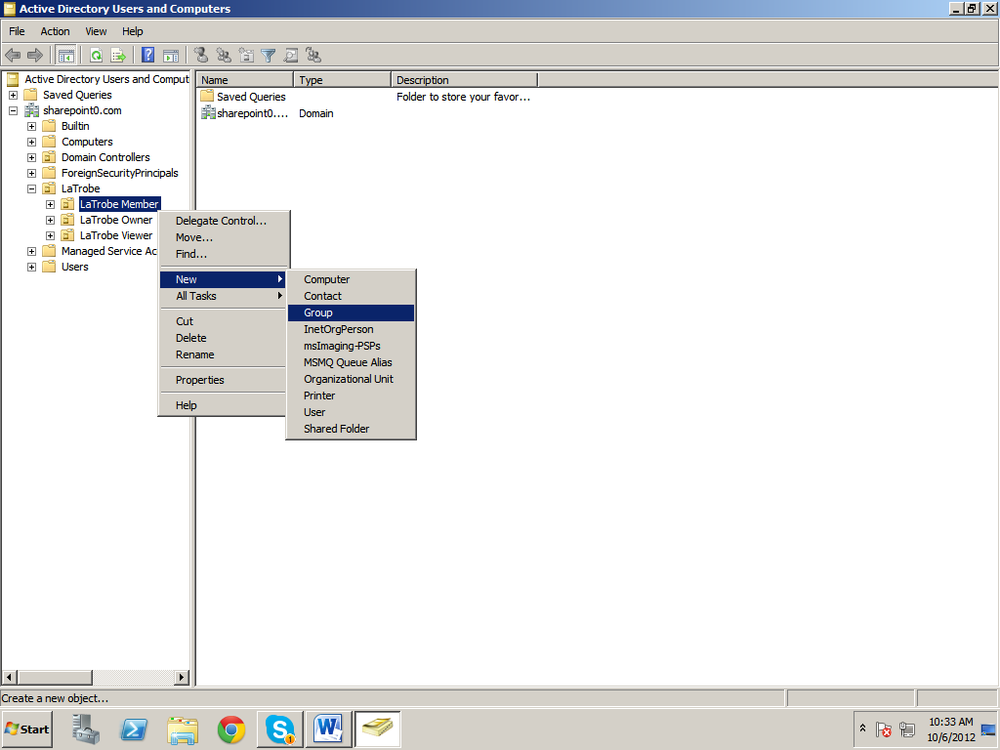 Active Directory Users and Computers
File Action View Help
Active Directory Users and Comput
Saved Queries
sharepoint0.com
Builtin
Computers
Domain Controllers
ForeignSecurityPrincipals
LaTrobe
LaTrobe Member
LaTrobe Owner
LaTrobe Viewer
Managed Service Ac
Users
Name Type Description
Saved Queries Folder to store your favor...
sharepoint0.... Domain
Delegate Control...
Move...
Find...
New
All Tasks
Cut
Delete
Rename
Properties
Help
Computer
Contact
Group
InetOrgPerson
msImaging-PSPs
MSMQ Queue Alias
Organizational Unit
Printer
User
Shared Folder
Create a new object...
Start
1
10:33 AM
10/6/2012